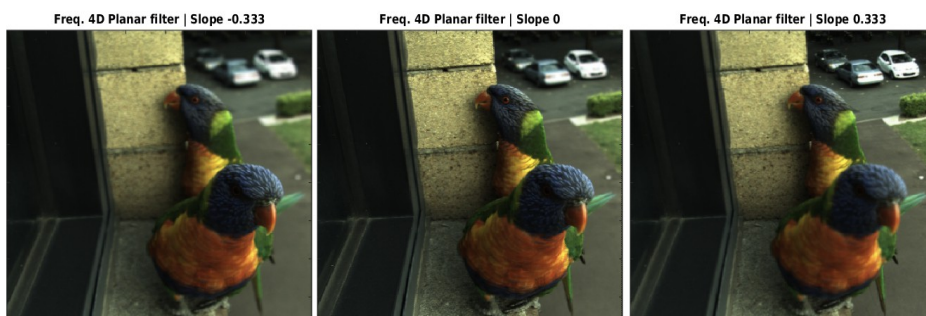 Freq. 4D Planar filter | Slope -0.333
Freq. 4D Planar filter | Slope 0
Freq. 4D Planar filter | Slope 0.333